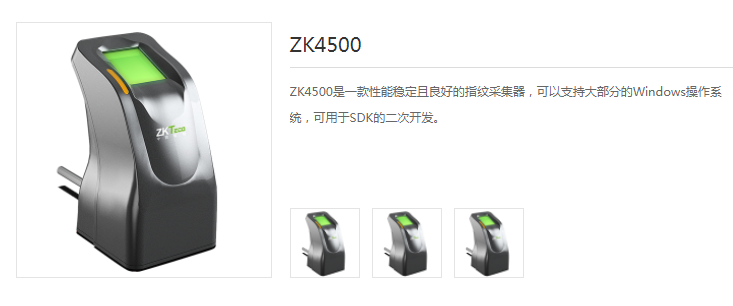 ZK4500
ZK4500是一款性能稳定且良好的指纹采集器，可以支持大部分的Windows操作系
统，可用于SDK的二次开发。
ZKTeco